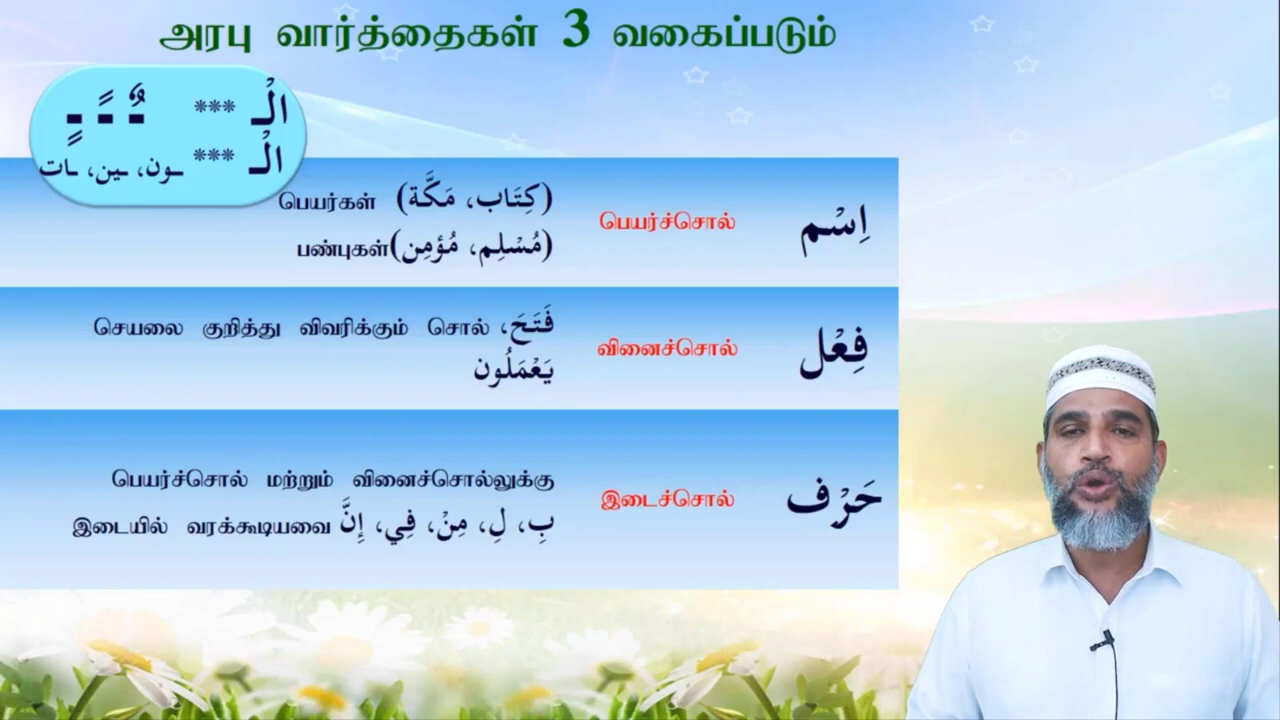 அரபு வார்த்தைகள் 3 வகைப்படும்
الْـ *** ـٌ ـً ـٍ
الْـ *** ـون، ـين، ـات
اِسْم பெயர்ச்சொல் (كِتَاب، مَكَّة) பெயர்கள்
(مُسْلِم، مُؤمِن) பண்புகள்
فِعْل வினைச்சொல் فَتَحَ، செயலை குறித்து விவரிக்கும் சொல்
يَعْمَلُون
حَرْف இடைச்சொல் பெயர்ச்சொல் மற்றும் வினைச்சொல்லுக்கு
இடையில் வரக்கூடியவை بِ، لِ، مِنْ، فِي، إِنَّ